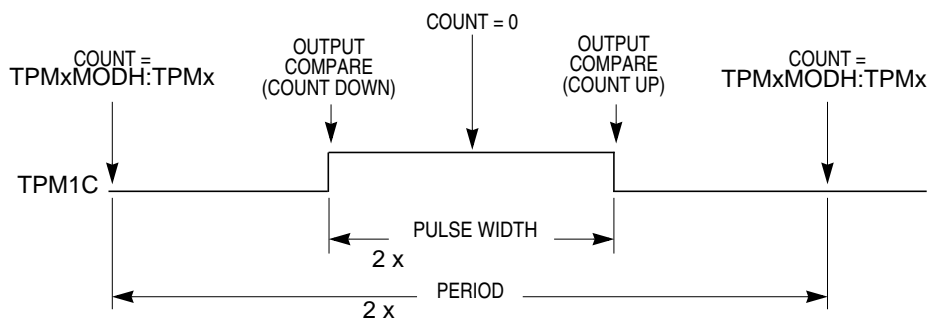 COUNT = 0
COUNT =
TPMxMODH:TPMx
OUTPUT
COMPARE
(COUNT DOWN)
OUTPUT
COMPARE
(COUNT UP)
COUNT =
TPMxMODH:TPMx
TPM1C
PULSE WIDTH
2 x
PERIOD
2 x